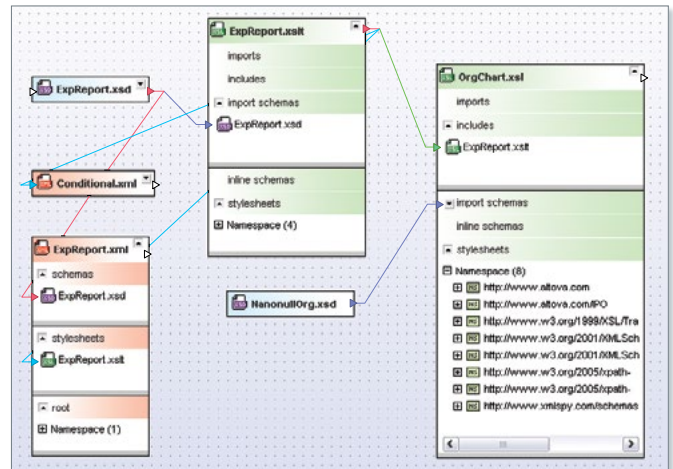 ExpReport.xslt
imports
includes
import schemas
ExpReport.xsd
inline schemas
stylesheets
Namespace (4)
ExpReport.xsd
Conditional.xml
ExpReport.xml
schemas
ExpReport.xsd
stylesheets
ExpReport.xslt
root
Namespace (1)
NanonullOrg.xsd
OrgChart.xsl
imports
includes
ExpReport.xslt
import schemas
inline schemas
stylesheets
Namespace (8)
http://www.altova.com
http://www.altova.com/IPO
http://www.w3.org/1999/XSL/Tra
http://www.w3.org/2001/XMLSch
http://www.w3.org/2001/XMLSch
http://www.w3.org/2005/xpath-
http://www.w3.org/2005/xpath-
http://www.xmlspy.com/schemas